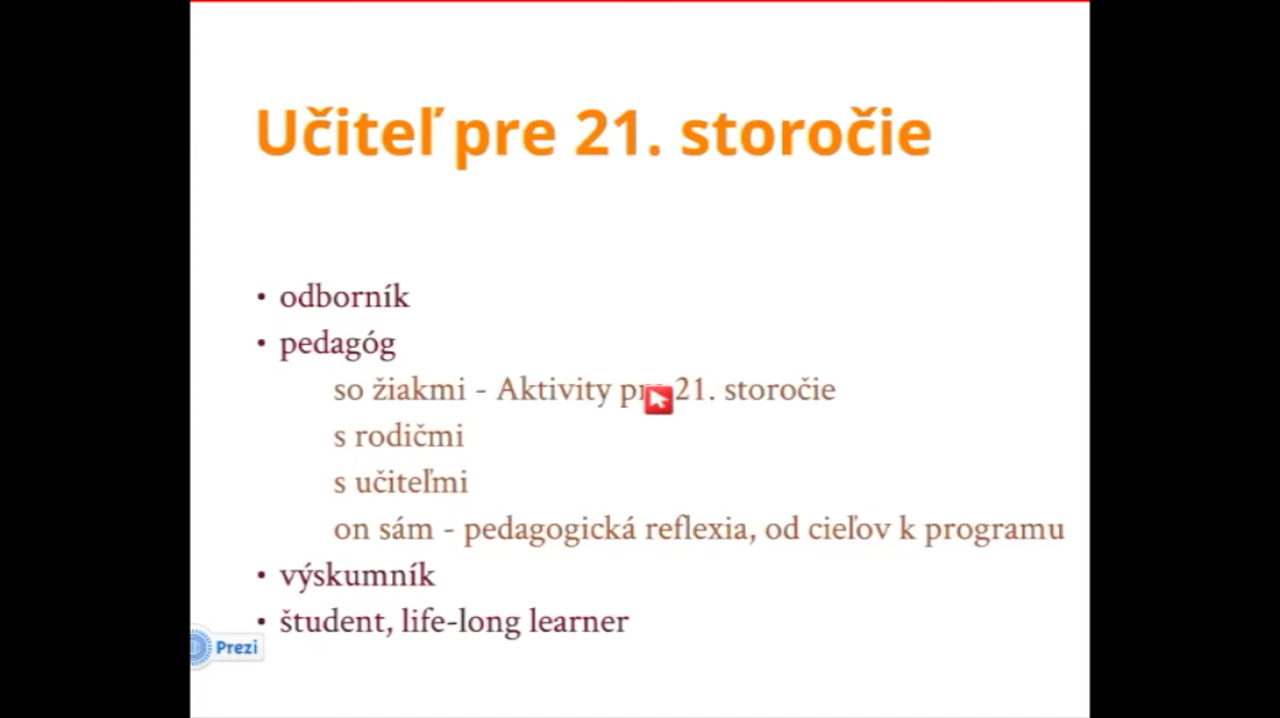 Učiteľ pre 21. storočie
• odborník
• pedagóg
so žiakmi - Aktivity pre 21. storočie
s rodičmi
s učiteľmi
on sám - pedagogická reflexia, od cieľov k programu
• výskumník
• študent, life-long learner
Prezi